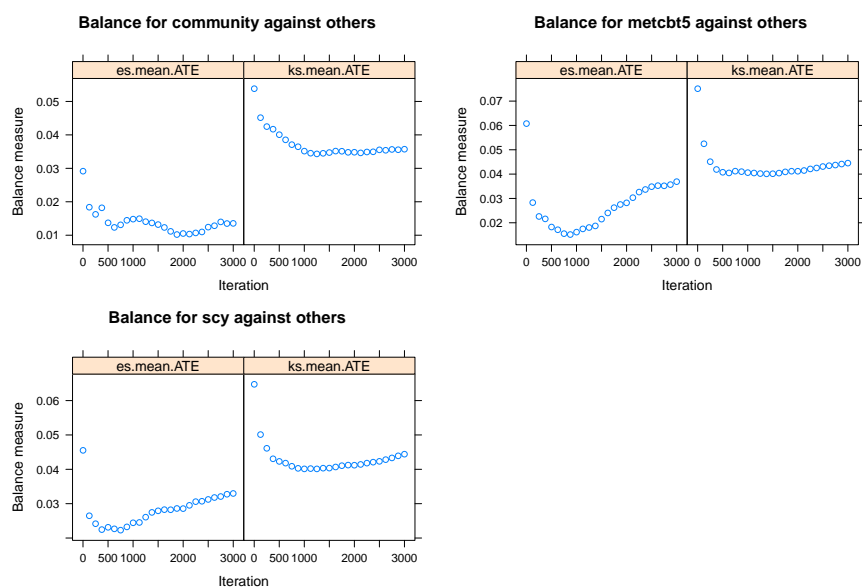 Balance for community against others
es.mean.ATE ks.mean.ATE
Balance measure
0.05
0.04
0.03
0.02
0.01
0 500 1000 2000 3000 0 500 1000 2000 3000
Iteration
Balance for metcbt5 against others
es.mean.ATE ks.mean.ATE
Balance measure
0.07
0.06
0.05
0.04
0.03
0.02
0 500 1000 2000 3000 0 500 1000 2000 3000
Iteration
Balance for scy against others
es.mean.ATE ks.mean.ATE
Balance measure
0.06
0.05
0.04
0.03
0 500 1000 2000 3000 0 500 1000 2000 3000
Iteration